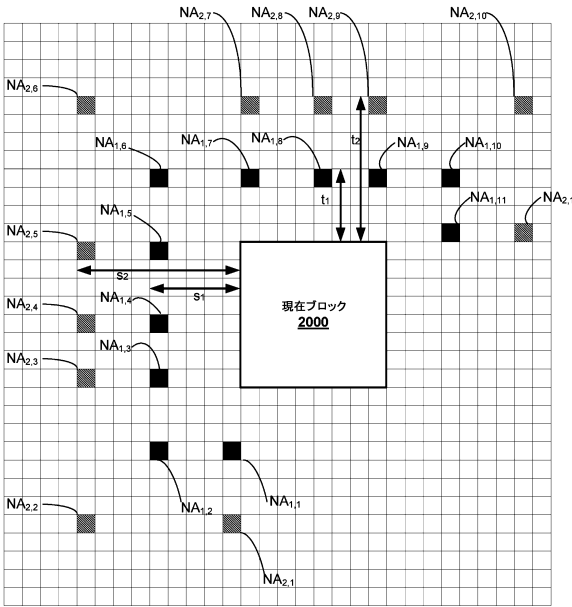 NA2,7
NA2,8
NA2,9
NA2,10
NA2,6
t2
NA1,6
NA1,7
NA1,8
NA1,9
NA1,10
t1
NA1,5
NA1,11
NA2,1
NA2,5
s2
s1
NA1,4
NA2,4
現在ブロック
2000
NA1,3
NA2,3
NA2,2
NA1,2
NA1,1
NA2,1